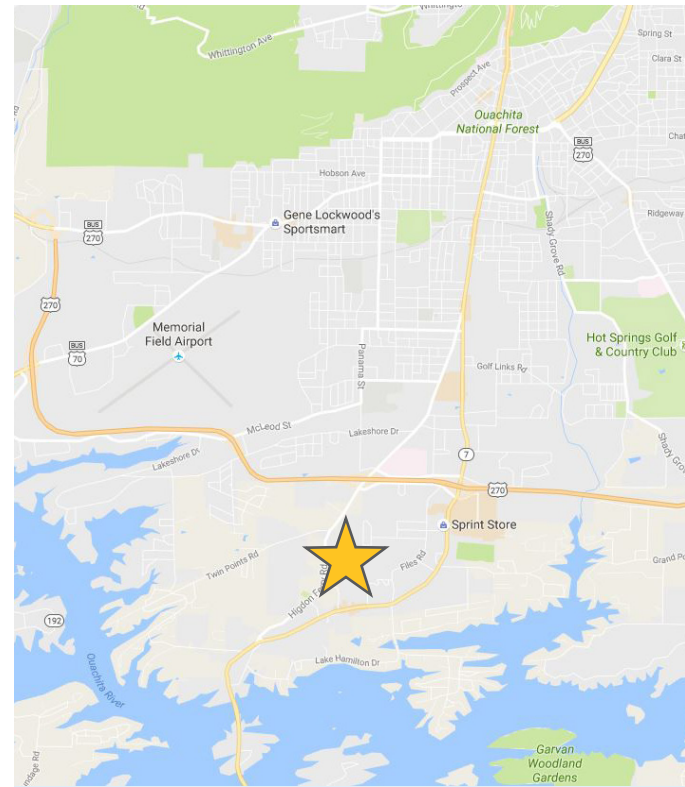 Whittington
Spring St
Whittington Ave
Clara St
Prospect Ave
Ouachita
National Forest
BUS
270
Hobson Ave
Gene Lockwood's
Sportsmart
Ridgeway
BUS
270
Shady Grove Rd
270
Memorial
Field Airport
BUS
70
Hot Springs Golf
& Country Club
Panama St
Golf Links Rd
McLeod St
Lakeshore Dr
Shady Grove
Lakeshore Dr
7
270
Sprint Store
Twin Points Rd
Files Rd
Higdon Ferry Rd
192
Lake Hamilton Dr
Ouachita River
Garvan
Woodland
Gardens